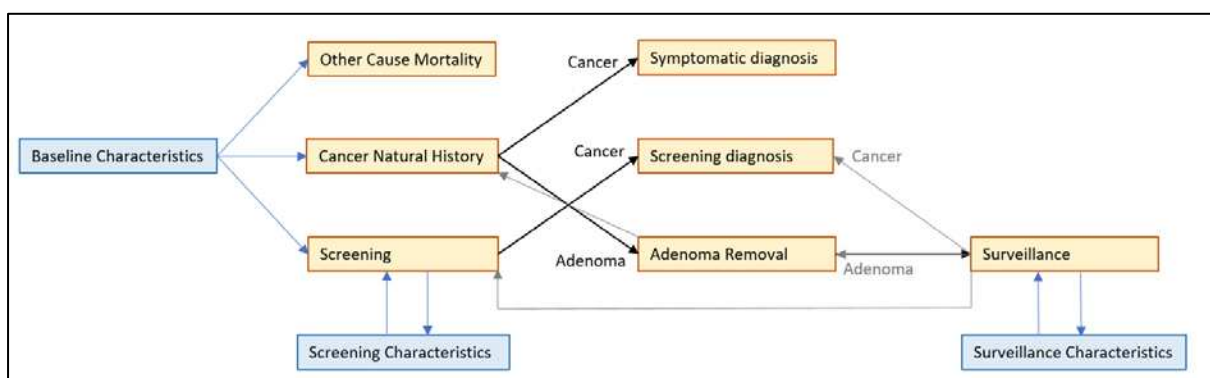 Other Cause Mortality
Cancer
Symptomatic diagnosis
Baseline Characteristics
Cancer Natural History
Cancer
Screening diagnosis
Cancer
Screening
Adenoma
Adenoma Removal
Adenoma
Surveillance
Screening Characteristics
Surveillance Characteristics